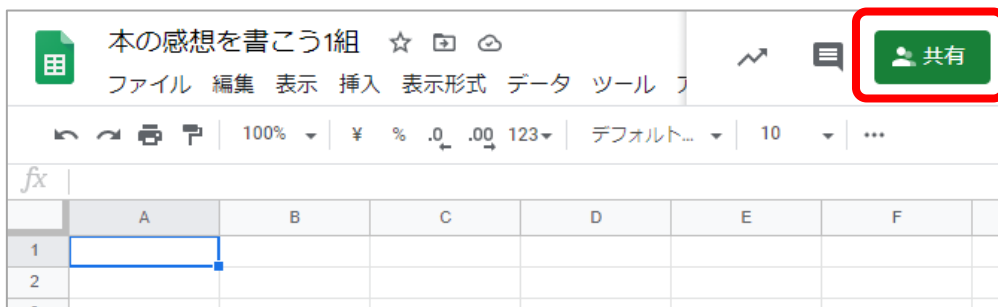 本の感想を書こう1組
共有
ファイル 編集 表示 挿入 表示形式 データ ツール
100% ¥ % .0 .00 123 デフォルト... 10 ...
fx
A B C D E F
1
2